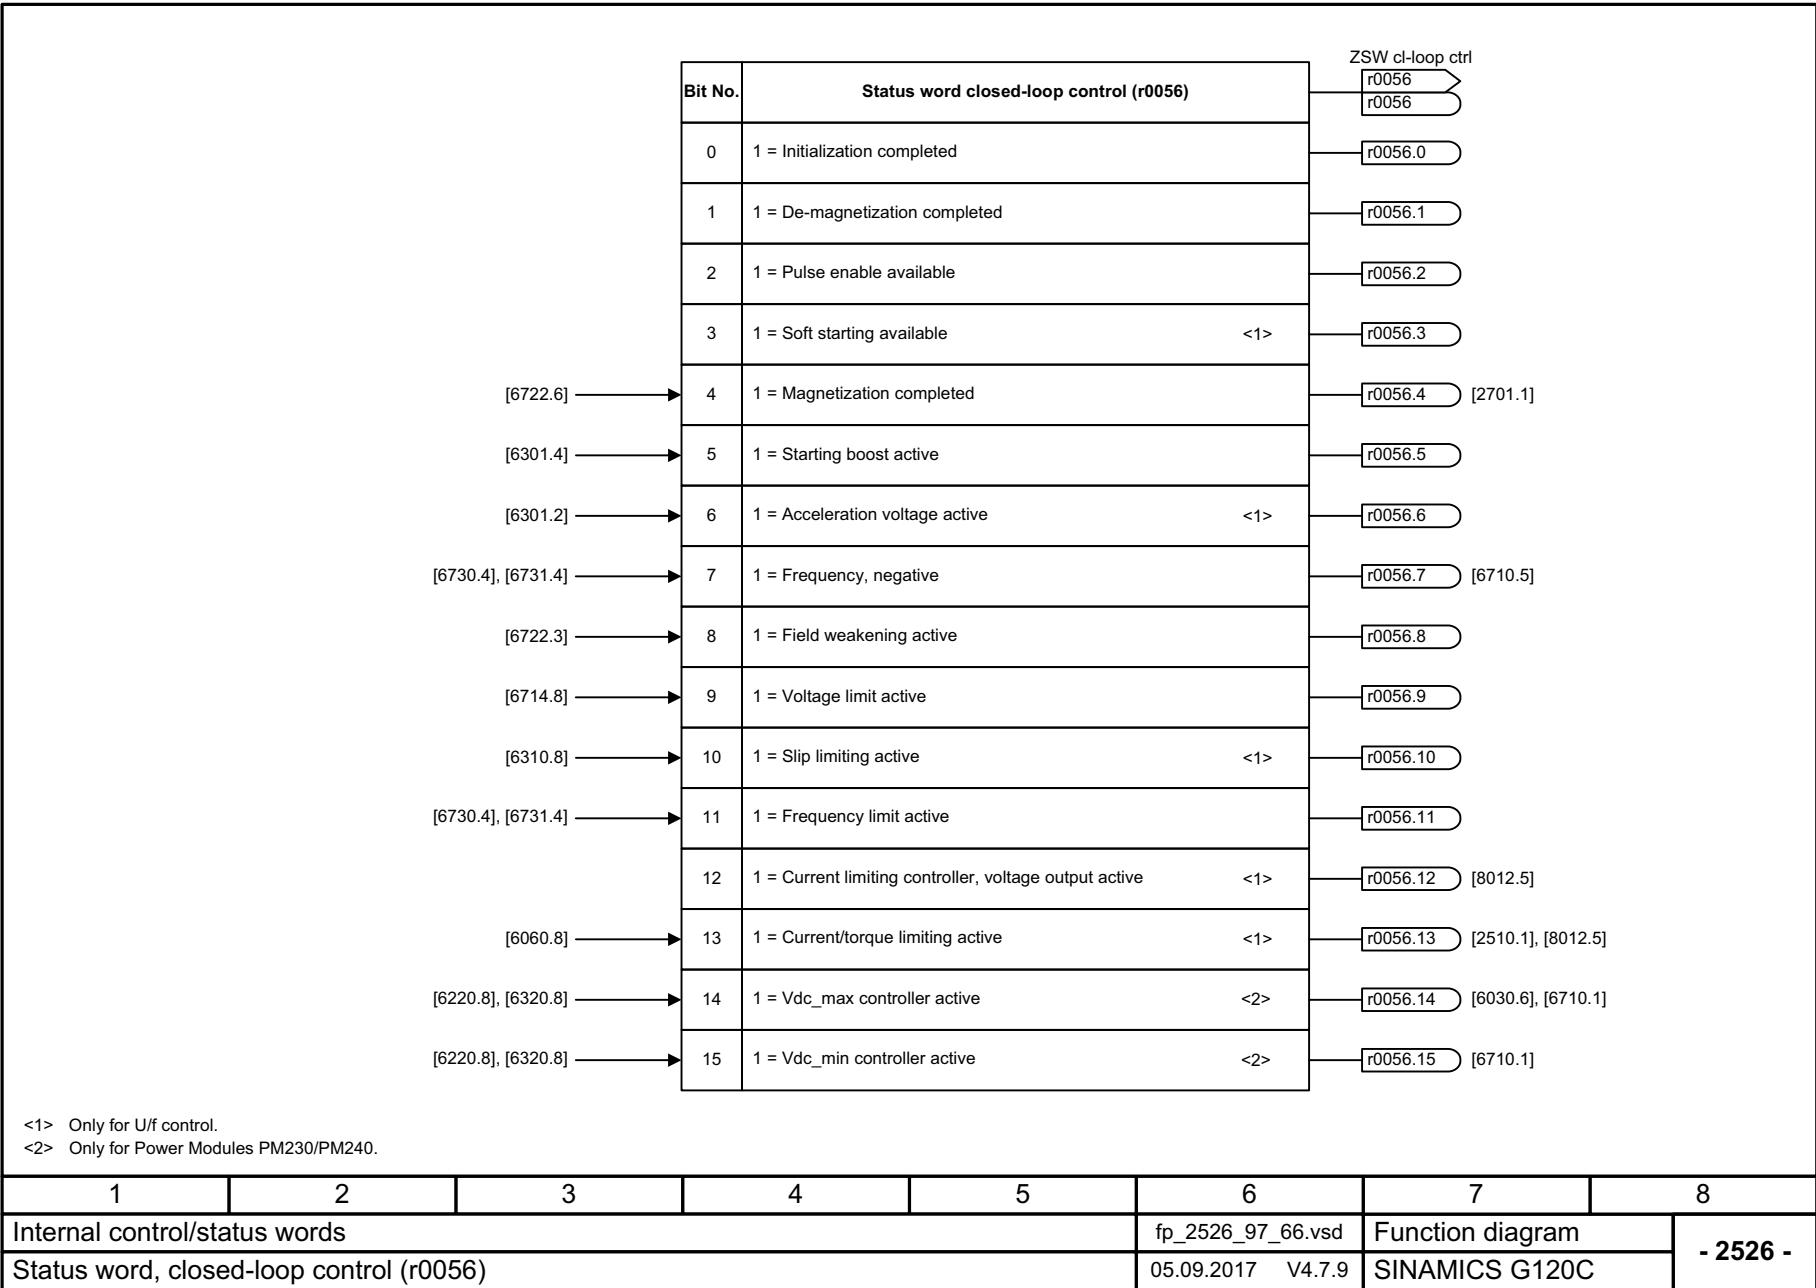 ZSW cl-loop ctrl
Bit No. Status word closed-loop control (r0056) r0056
r0056
0 1 = Initialization completed r0056.0
1 1 = De-magnetization completed r0056.1
2 1 = Pulse enable available r0056.2
3 1 = Soft starting available <1> r0056.3
[6722.6] 4 1 = Magnetization completed r0056.4 [2701.1]
[6301.4] 5 1 = Starting boost active r0056.5
[6301.2] 6 1 = Acceleration voltage active <1> r0056.6
[6730.4], [6731.4] 7 1 = Frequency, negative r0056.7 [6710.5]
[6722.3] 8 1 = Field weakening active r0056.8
[6714.8] 9 1 = Voltage limit active r0056.9
[6310.8] 10 1 = Slip limiting active <1> r0056.10
[6730.4], [6731.4] 11 1 = Frequency limit active r0056.11
12 1 = Current limiting controller, voltage output active <1> r0056.12 [8012.5]
[6060.8] 13 1 = Current/torque limiting active <1> r0056.13 [2510.1], [8012.5]
[6220.8], [6320.8] 14 1 = Vdc_max controller active <2> r0056.14 [6030.6], [6710.1]
[6220.8], [6320.8] 15 1 = Vdc_min controller active <2> r0056.15 [6710.1]
<1> Only for U/f control.
<2> Only for Power Modules PM230/PM240.
1 2 3 4 5 6 7 8
Internal control/status words fp_2526_97_66.vsd Function diagram - 2526 -
Status word, closed-loop control (r0056) 05.09.2017 V4.7.9 SINAMICS G120C